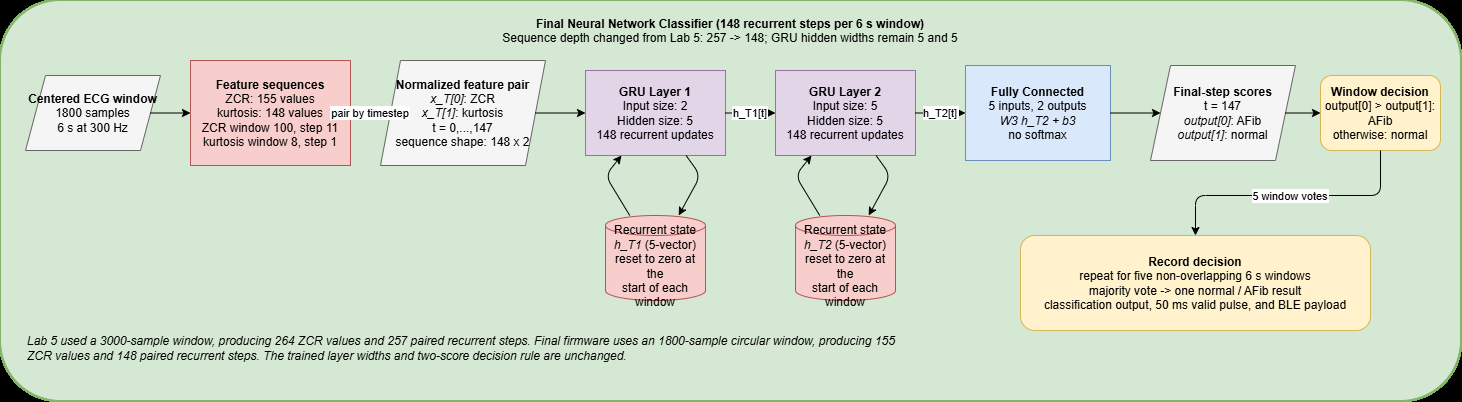 Final Neural Network Classifier (148 recurrent steps per 6 s window)
Sequence depth changed from Lab 5: 257 -> 148; GRU hidden widths remain 5 and 5
Centered ECG window
1800 samples
6 s at 300 Hz
Feature sequences
ZCR: 155 values
kurtosis: 148 values
ZCR window 100, step 11
kurtosis window 8, step 1
pair by timestep
Normalized feature pair
x_T[0]: ZCR
x_T[1]: kurtosis
t = 0,...,147
sequence shape: 148 x 2
GRU Layer 1
Input size: 2
Hidden size: 5
148 recurrent updates
h_T1[t]
GRU Layer 2
Input size: 5
Hidden size: 5
148 recurrent updates
h_T2[t]
Fully Connected
5 inputs, 2 outputs
W3 h_T2 + b3
no softmax
Final-step scores
t = 147
output[0]: AFib
output[1]: normal
Window decision
output[0] > output[1]:
AFib
otherwise: normal
Recurrent state
h_T1 (5-vector)
reset to zero at
the
start of each
window
Recurrent state
h_T2 (5-vector)
reset to zero at
the
start of each
window
5 window votes
Record decision
repeat for five non-overlapping 6 s windows
majority vote -> one normal / AFib result
classification output, 50 ms valid pulse, and BLE payload
Lab 5 used a 3000-sample window, producing 264 ZCR values and 257 paired recurrent steps. Final firmware uses an 1800-sample circular window, producing 155
ZCR values and 148 paired recurrent steps. The trained layer widths and two-score decision rule are unchanged.